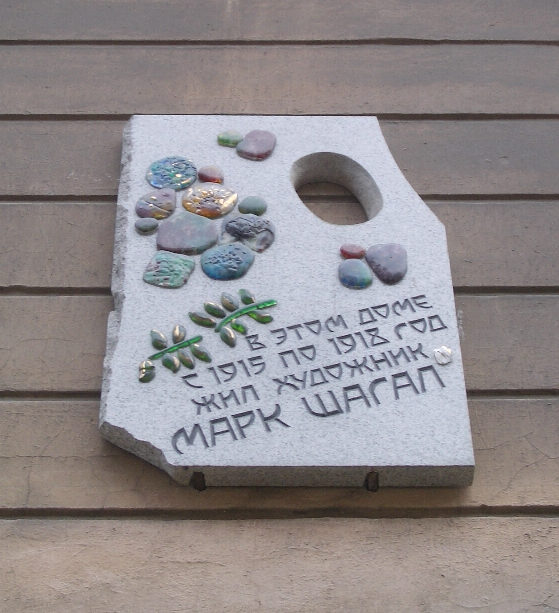 В ЭТОМ ДОМЕ
С 1915 ПО 1918 ГОД
ЖИЛ ХУДОЖНИК
МАРК ШАГАЛ